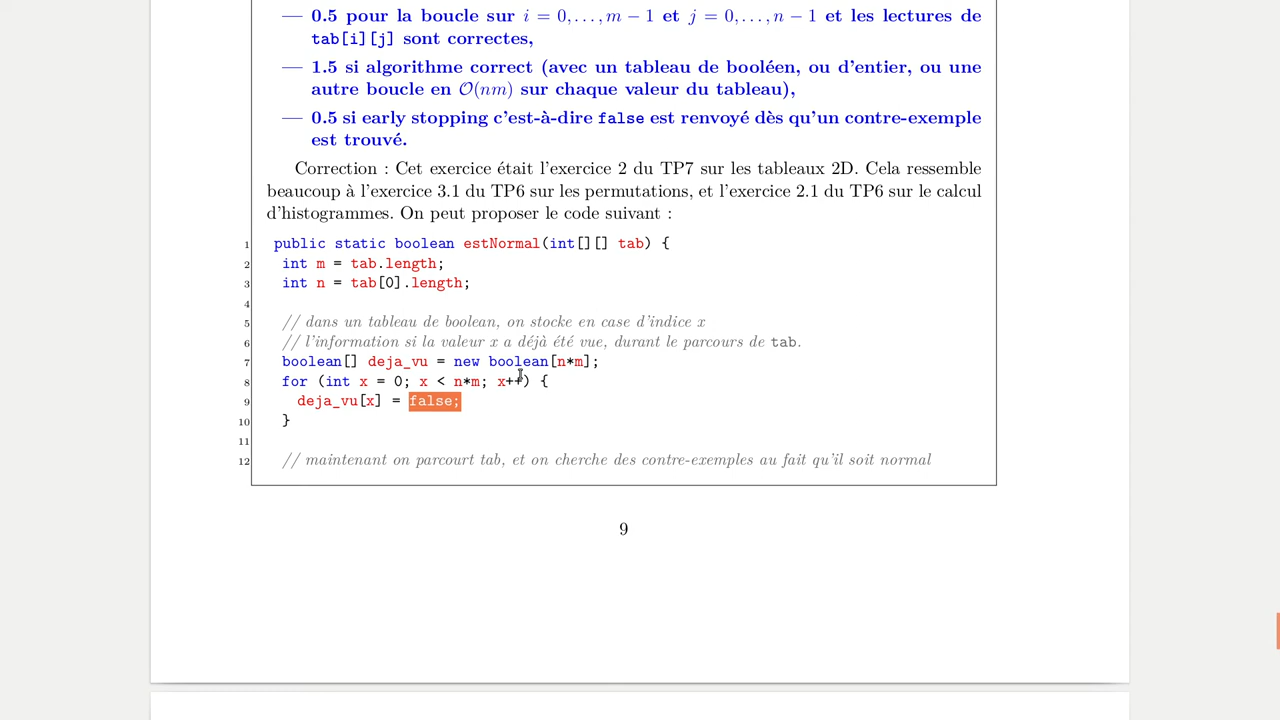 — 0.5 pour la boucle sur i = 0, . . . , m − 1 et j = 0, . . . , n − 1 et les lectures de
tab[i][j] sont correctes,
— 1.5 si algorithme correct (avec un tableau de booléen, ou d'entier, ou une
autre boucle en O(nm) sur chaque valeur du tableau),
— 0.5 si early stopping c'est-à-dire false est renvoyé dès qu'un contre-exemple
est trouvé.
Correction : Cet exercice était l'exercice 2 du TP7 sur les tableaux 2D. Cela ressemble
beaucoup à l'exercice 3.1 du TP6 sur les permutations, et l'exercice 2.1 du TP6 sur le calcul
d'histogrammes. On peut proposer le code suivant :
1 public static boolean estNormal(int[][] tab) {
2 int m = tab.length;
3 int n = tab[0].length;
4
5 // dans un tableau de boolean, on stocke en case d'indice x
6 // l'information si la valeur x a déjà été vue, durant le parcours de tab.
7 boolean[] deja_vu = new boolean[n*m];
8 for (int x = 0; x < n*m; x++) {
9 deja_vu[x] = false;
10 }
11
12 // maintenant on parcourt tab, et on cherche des contre-exemples au fait qu'il soit normal
9